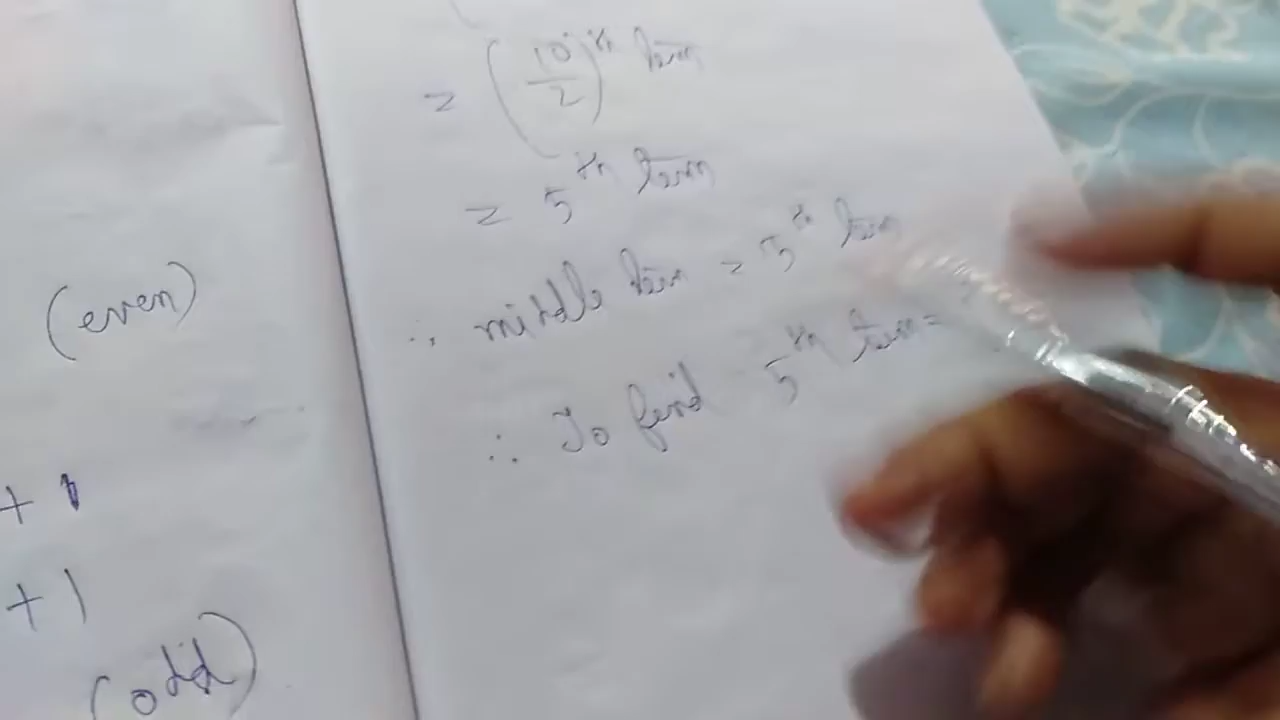 (even)
+ 1
+ 1
(odd)
= (10/2)th term
= 5th term
∴ middle term = 5th term
∴ To find 5th term =